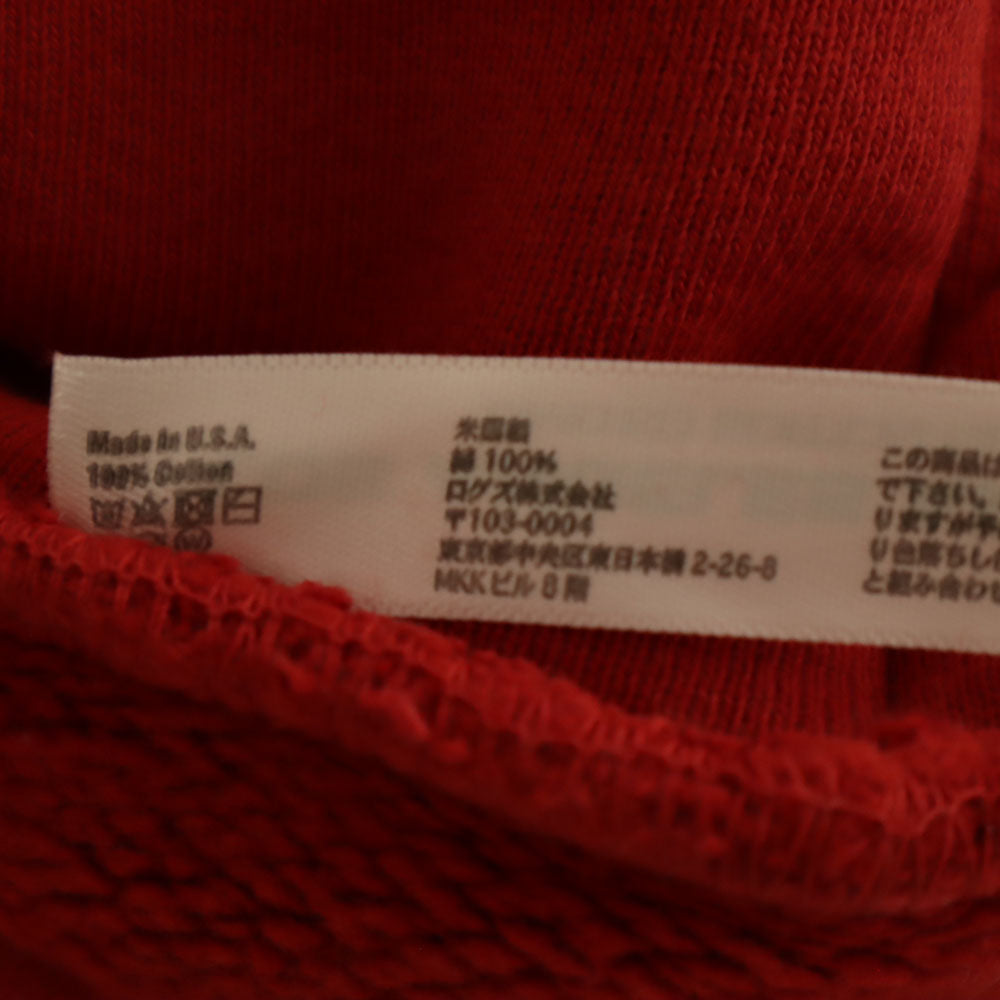 Made in U.S.A.
100% Cotton
米国製
綿 100%
ログズ株式会社
〒103-0004
東京都中央区東日本橋 2-26-8
MKKビル 8 階
この商品は
で下さい。
りますが
り色落ちし
と組み合わせ